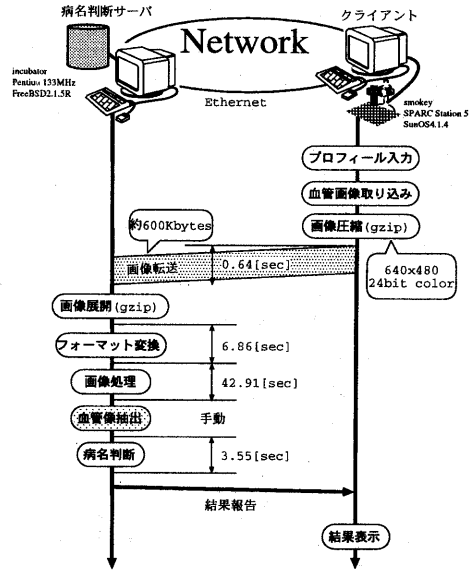 病名判断サーバ
クライアント
Network
incubator
Pentium 133MHz
FreeBSD2.1.5R
Ethernet
smokey
SPARC Station 5
SunOS4.1.4
プロフィール入力
血管画像取り込み
画像圧縮(gzip)
約600Kbytes
画像転送
0.64[sec]
640x480
24bit color
画像展開(gzip)
フォーマット変換
6.86[sec]
画像処理
42.91[sec]
血管像抽出
手動
病名判断
3.55[sec]
結果報告
結果表示